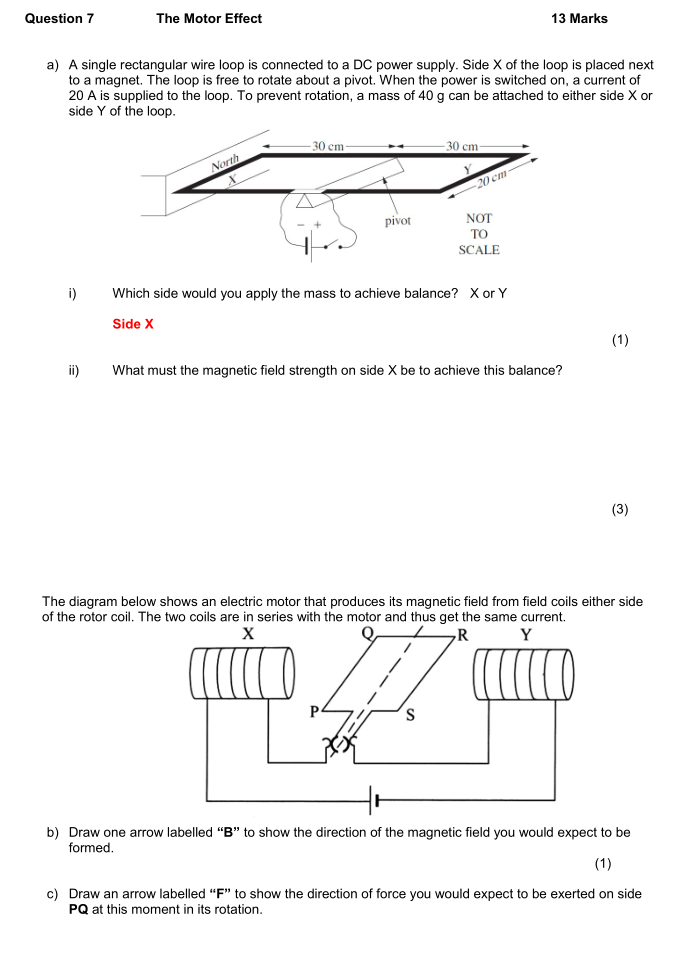 Question 7 The Motor Effect 13 Marks
a) A single rectangular wire loop is connected to a DC power supply. Side X of the loop is placed next
to a magnet. The loop is free to rotate about a pivot. When the power is switched on, a current of
20 A is supplied to the loop. To prevent rotation, a mass of 40 g can be attached to either side X or
side Y of the loop.
30 cm 30 cm
North
X
Y
20 cm
pivot
- +
NOT
TO
SCALE
i) Which side would you apply the mass to achieve balance? X or Y
Side X
(1)
ii) What must the magnetic field strength on side X be to achieve this balance?
(3)
The diagram below shows an electric motor that produces its magnetic field from field coils either side
of the rotor coil. The two coils are in series with the motor and thus get the same current.
X Q R Y
P S
b) Draw one arrow labelled “B” to show the direction of the magnetic field you would expect to be
formed.
(1)
c) Draw an arrow labelled “F” to show the direction of force you would expect to be exerted on side
PQ at this moment in its rotation.